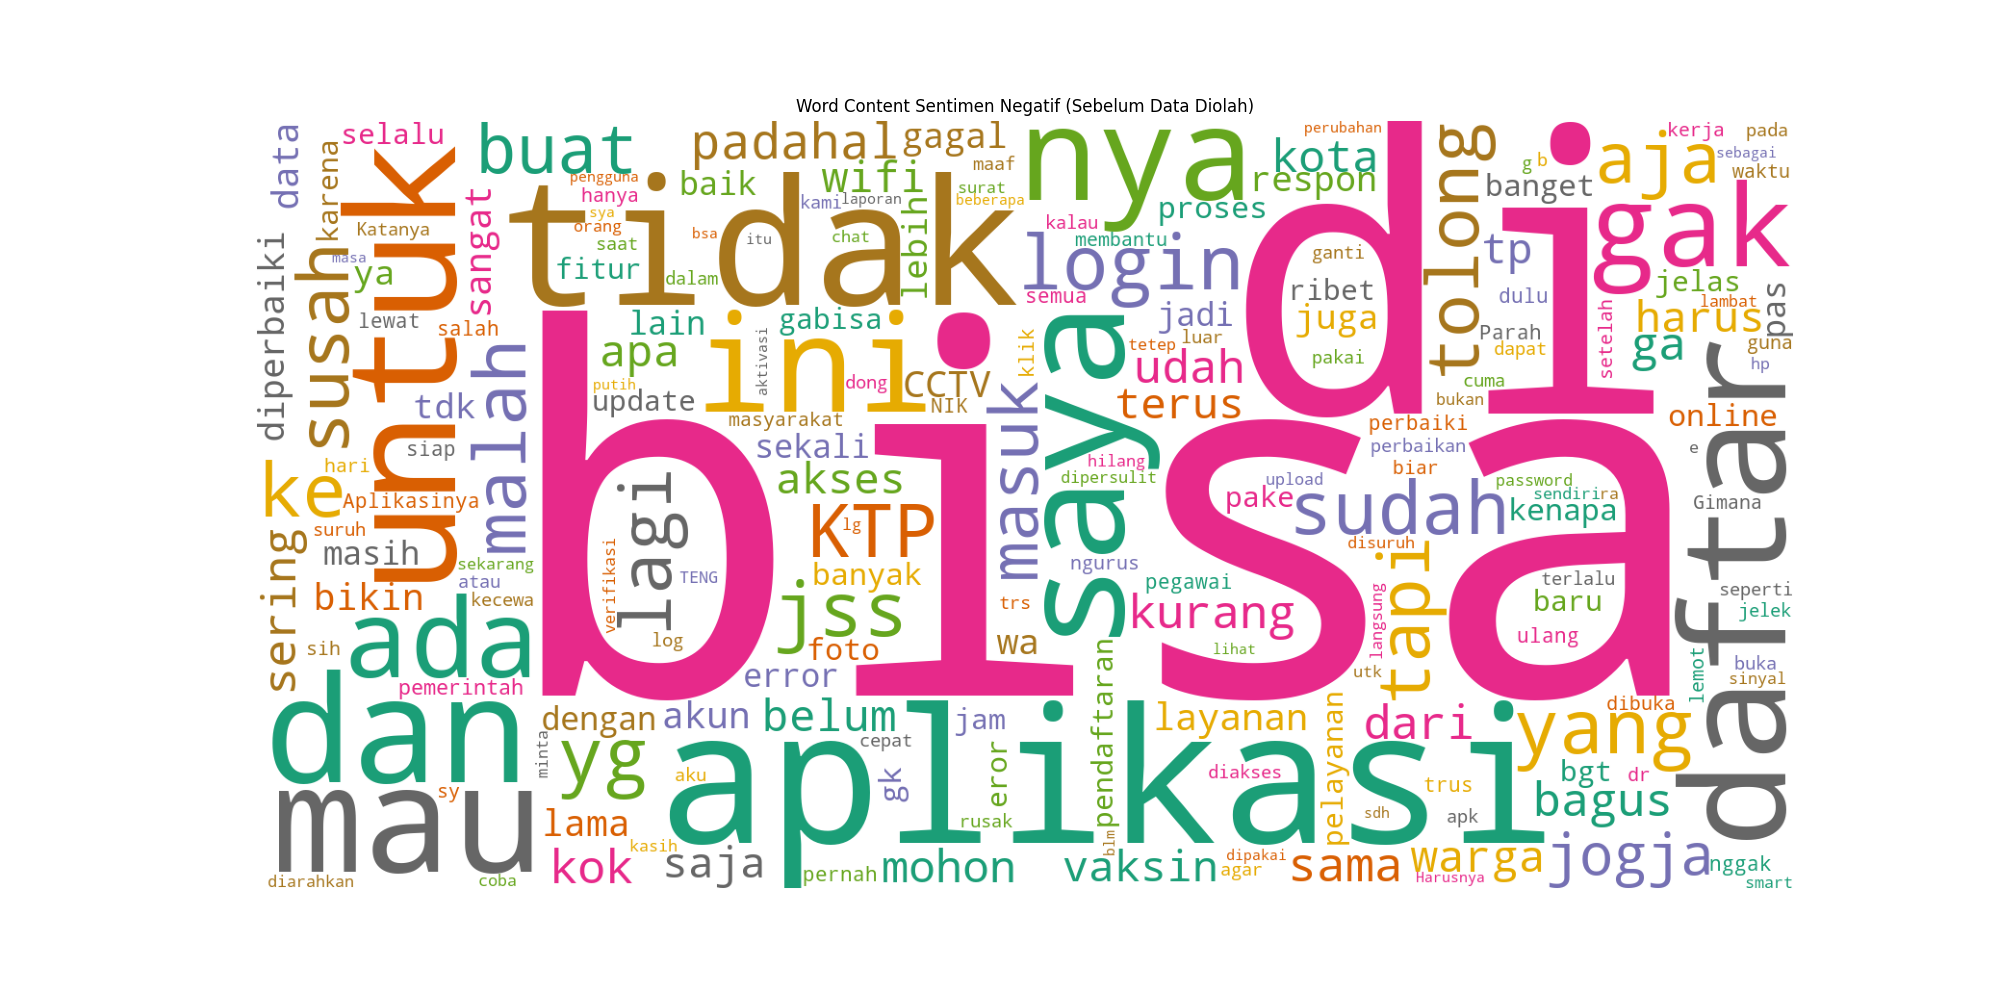 Word Content Sentimen Negatif (Sebelum Data Diolah)
data
selalu
karena
susah
untuk
Katanya
masa
ya
diperbaiki
lewat
salah
sangat
buat
tidak
pengguna
hanya
sya
orang
saat
fitur
bsa
itu
dalam
padahal
gagal
baik
wifi
maaf
kami
laporan
surat
beberapa
chat
lebih
nya
perubahan
kota
respon
kalau
proses
membantu
login
semua
di
ganti
ribet
juga
pakai
tolong
g
b
banget
tp
dulu
Parah
dapat
cuma
bukan
aja
kerja
pada
sebagai
waktu
gak
jelas
lambat
harus
setelah
ga
pas
guna
hp
malah
tdk
siap
lain
gabisa
apa
putih
update
ini
aktivasi
dong
CCTV
NIK
klik
masyarakat
saya
jadi
tetep
luar
udah
terus
masuk
sekali
akses
bisa
lagi
KTP
lg
verifikasi
TENG
banyak
jss
log
foto
error
wa
trs
hilang
dipersulit
ngurus
pegawai
kurang
lihat
perbaiki
perbaikan
biar
upload
pake
sudah
password
sendiri
ra
kenapa
disuruh
langsung
tapi
utk
terlalu
baru
ulang
online
e
Gimana
daftar
seperti
jelek
lemot
buka
sinyal
dibuka
ke
hari
Aplikasinya
suruh
masih
sering
sekarang
atau
bikin
kecewa
ada
sih
pemerintah
dan
mau
diarahkan
coba
sy
minta
dengan
akun
belum
jam
yg
aku
cepat
gk
eror
rusak
pendaftaran
aplikasi
layanan
dari
pelayanan
diakses
trus
sdh
apk
yang
bgt
dr
bagus
lama
kasih
kok
saja
pernah
mohon
blm
vaksin
dipakai
agar
sama
warga
Harusnya
jogja
nggak
smart